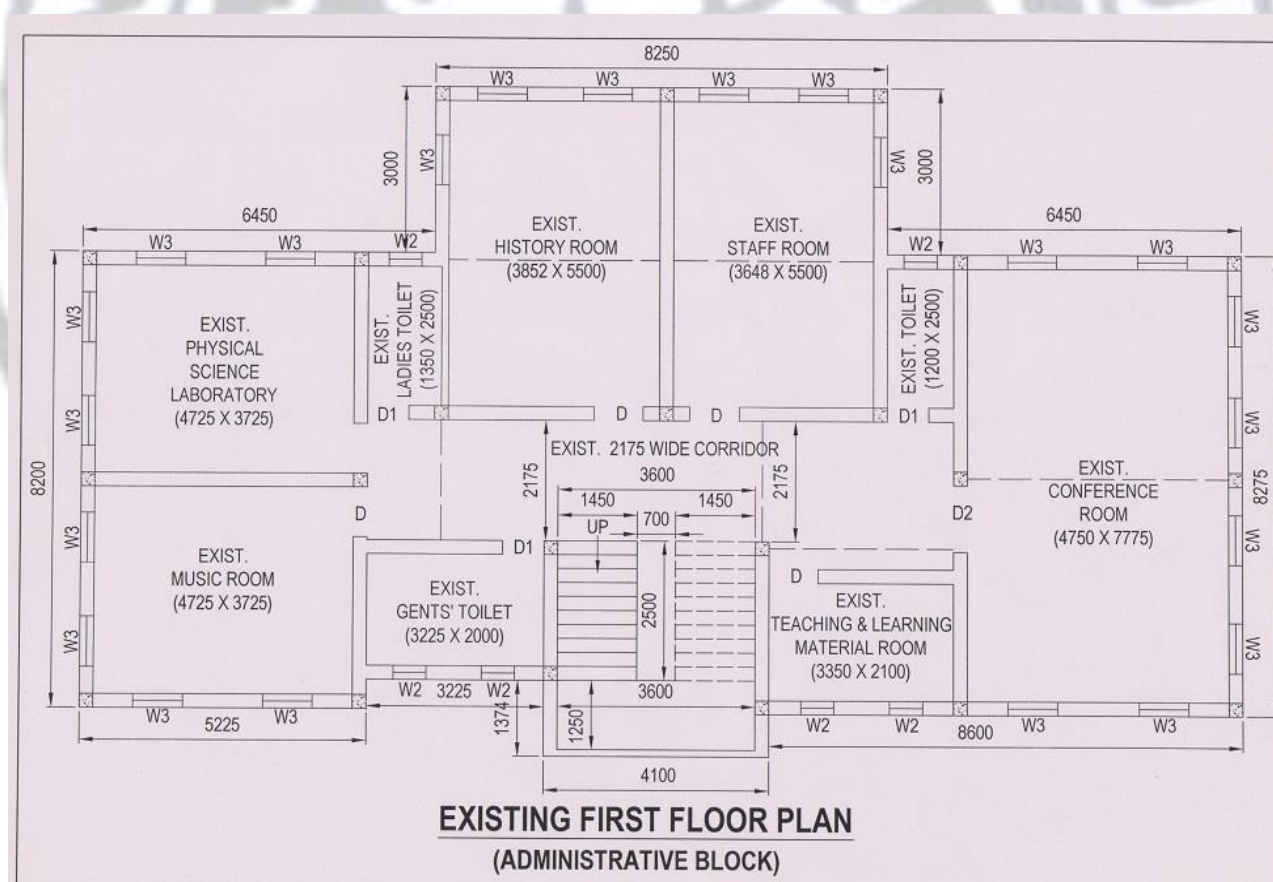 8250
W3 W3 W3 W3
3000
W3
W3
3000
6450
6450
W3 W3 W2
W2 W3 W3
EXIST.
HISTORY ROOM
(3852 X 5500)
EXIST.
STAFF ROOM
(3648 X 5500)
W3
EXIST.
PHYSICAL
SCIENCE
LABORATORY
(4725 X 3725)
EXIST.
LADIES TOILET
(1350 X 2500)
EXIST. TOILET
(1200 X 2500)
W3
W3
D1 D D D1
W3
8200
EXIST. 2175 WIDE CORRIDOR
2175
3600
2175
1450 700 1450
UP
EXIST.
CONFERENCE
ROOM
(4750 X 7775)
8275
D
D2
W3
W3
EXIST.
MUSIC ROOM
(4725 X 3725)
D1
EXIST.
GENTS' TOILET
(3225 X 2000)
2500
D
EXIST.
TEACHING & LEARNING
MATERIAL ROOM
(3350 X 2100)
W3
W3
W3 W3
5225
W2 3225 W2
1374
1250
3600
W2 W2 W3 W3
8600
4100
EXISTING FIRST FLOOR PLAN
(ADMINISTRATIVE BLOCK)